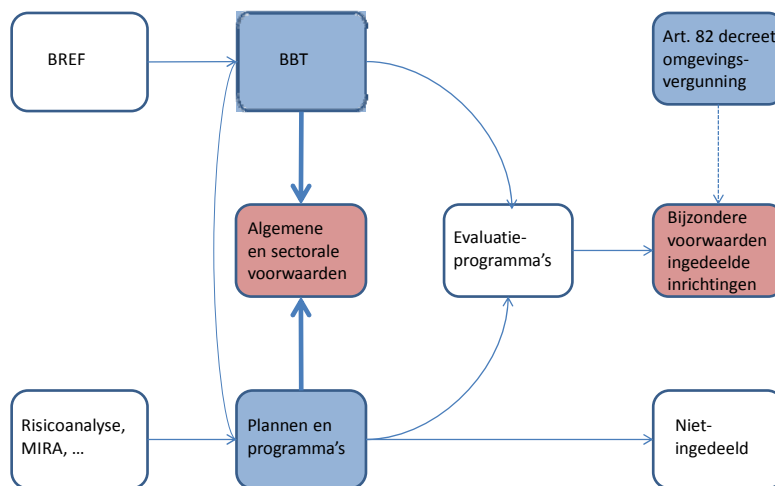 BREF
BBT
Art. 82 decreet
omgevings-
vergunning
Algemene
en sectorale
voorwaarden
Evaluatie-
programma's
Bijzondere
voorwaarden
ingedeelde
inrichtingen
Risicoanalyse,
MIRA, ...
Plannen en
programma's
Niet-
ingedeeld